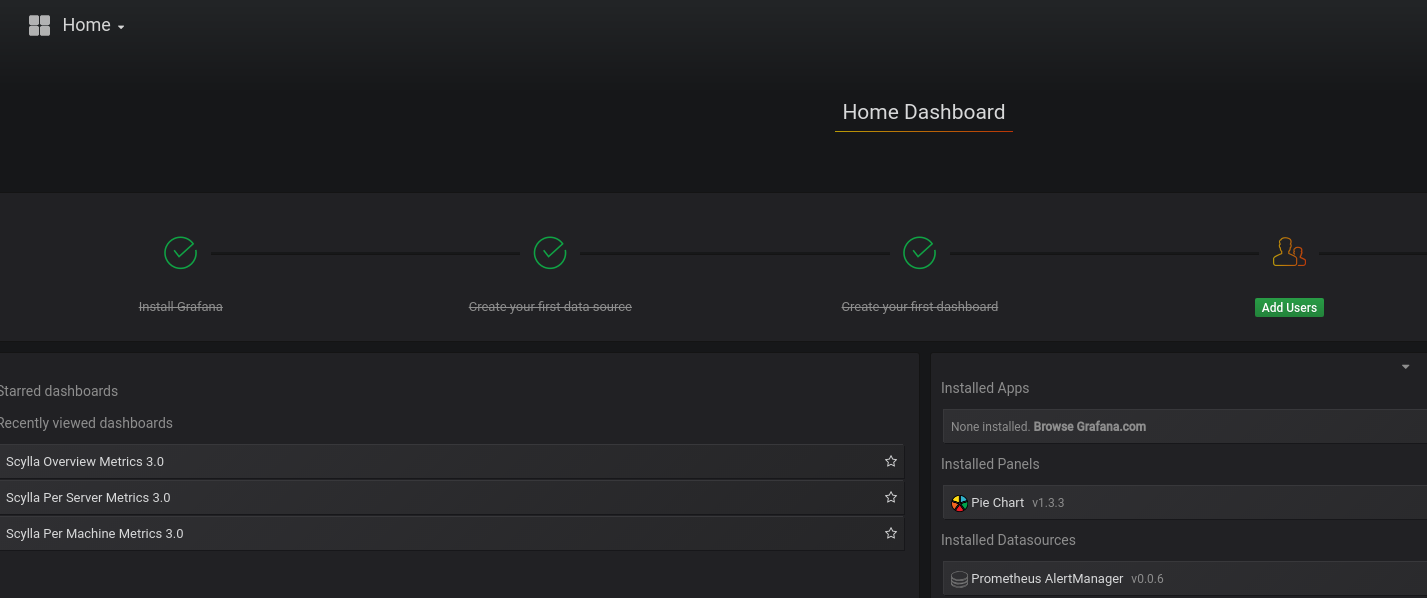 Home
Home Dashboard
Install Grafana
Create your first data source
Create your first dashboard
Add Users
Starred dashboards
Recently viewed dashboards
Scylla Overview Metrics 3.0
Scylla Per Server Metrics 3.0
Scylla Per Machine Metrics 3.0
Installed Apps
None installed. Browse Grafana.com
Installed Panels
Pie Chart v1.3.3
Installed Datasources
Prometheus AlertManager v0.0.6